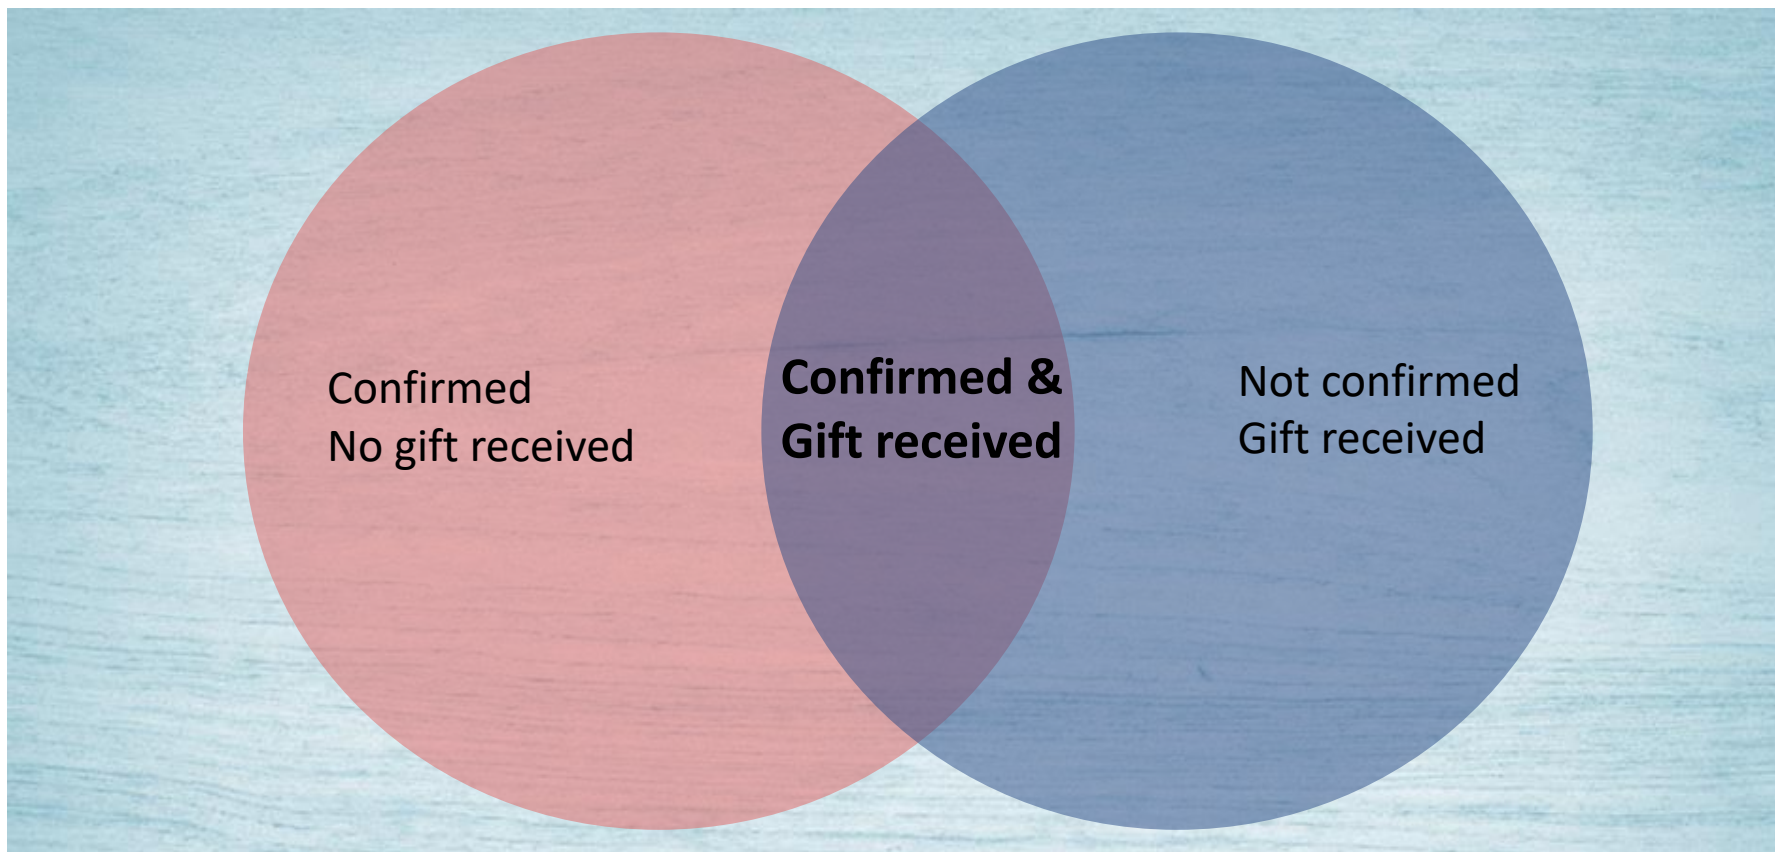 Confirmed
No gift received
Confirmed &
Gift received
Not confirmed
Gift received